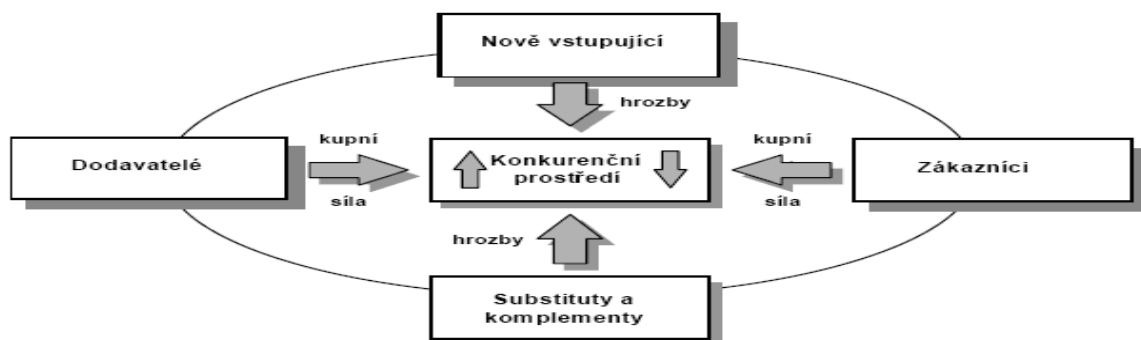 Nově vstupující
hrozby
kupní
Dodavatelé
síla
Konkurenční
prostředí
kupní
Zákazníci
síla
hrozby
Substituty a
komplementy